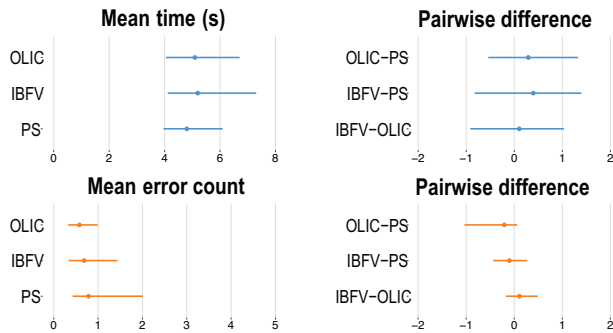 Mean time (s)
OLIC
IBFV
PS
0 2 4 6 8
Pairwise difference
OLIC-PS
IBFV-PS
IBFV-OLIC
−2 −1 0 1 2
Mean error count
OLIC
IBFV
PS
0 1 2 3 4 5
Pairwise difference
OLIC-PS
IBFV-PS
IBFV-OLIC
−2 −1 0 1 2